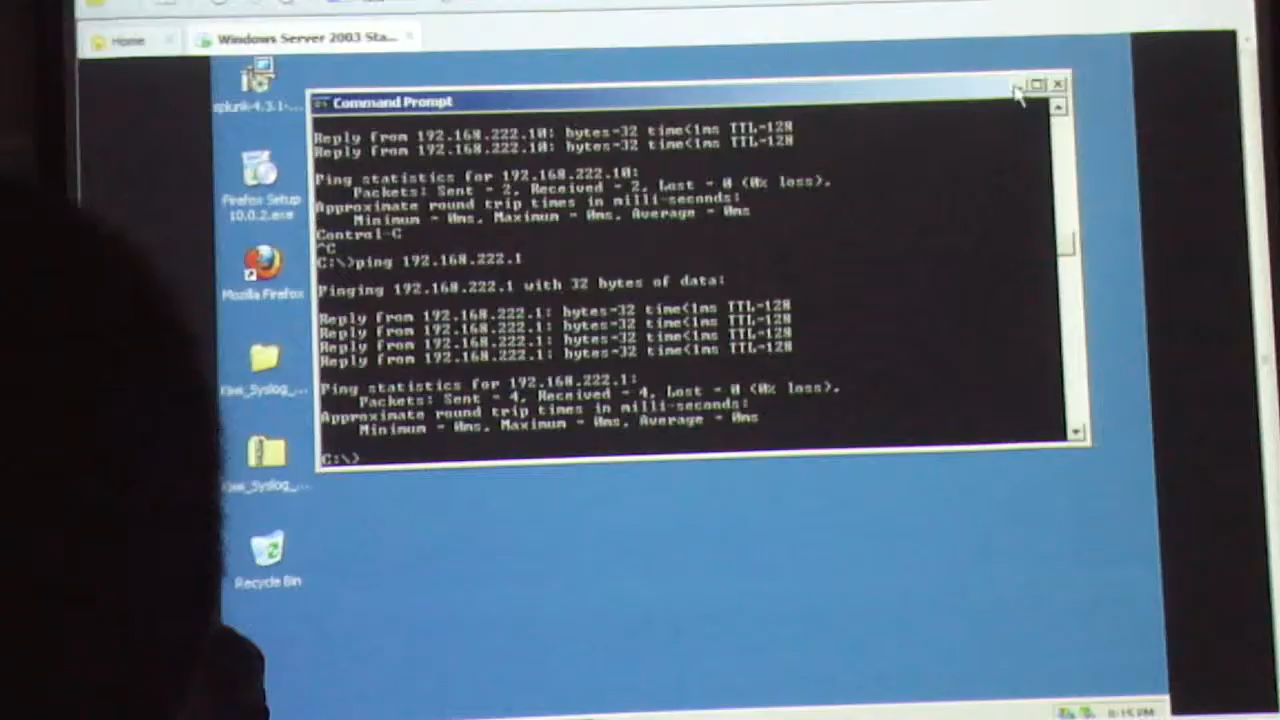 Home
Windows Server 2003 Sta...
splunk-4.3.1-...
Command Prompt
Reply from 192.168.222.10: bytes=32 time<1ms TTL=128
Reply from 192.168.222.10: bytes=32 time<1ms TTL=128
Ping statistics for 192.168.222.10:
Packets: Sent = 2, Received = 2, Lost = 0 (0% loss),
Approximate round trip times in milli-seconds:
Minimum = 0ms, Maximum = 0ms, Average = 0ms
Control-C
^C
C:\>ping 192.168.222.1
Pinging 192.168.222.1 with 32 bytes of data:
Reply from 192.168.222.1: bytes=32 time<1ms TTL=128
Reply from 192.168.222.1: bytes=32 time<1ms TTL=128
Reply from 192.168.222.1: bytes=32 time<1ms TTL=128
Reply from 192.168.222.1: bytes=32 time<1ms TTL=128
Ping statistics for 192.168.222.1:
Packets: Sent = 4, Received = 4, Lost = 0 (0% loss),
Approximate round trip times in milli-seconds:
Minimum = 0ms, Maximum = 0ms, Average = 0ms
C:\>
Firefox Setup
10.0.2.exe
Mozilla Firefox
Kiwi_Syslog_...
Kiwi_Syslog_...
Recycle Bin